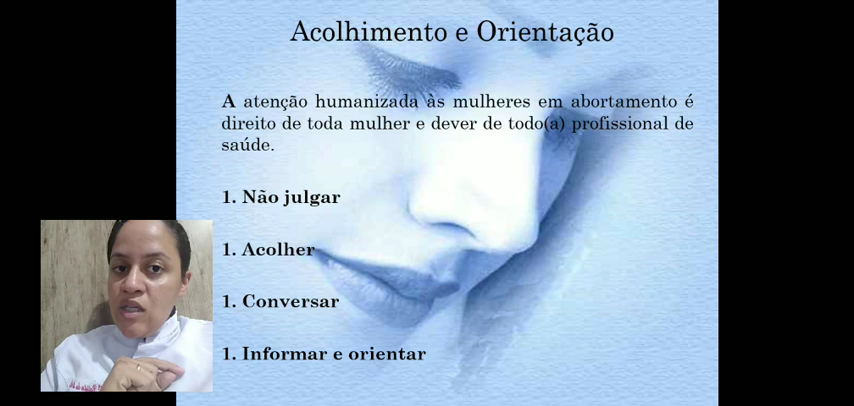 Acolhimento e Orientação
A atenção humanizada às mulheres em abortamento é
direito de toda mulher e dever de todo(a) profissional de
saúde.
1. Não julgar
1. Acolher
1. Conversar
1. Informar e orientar